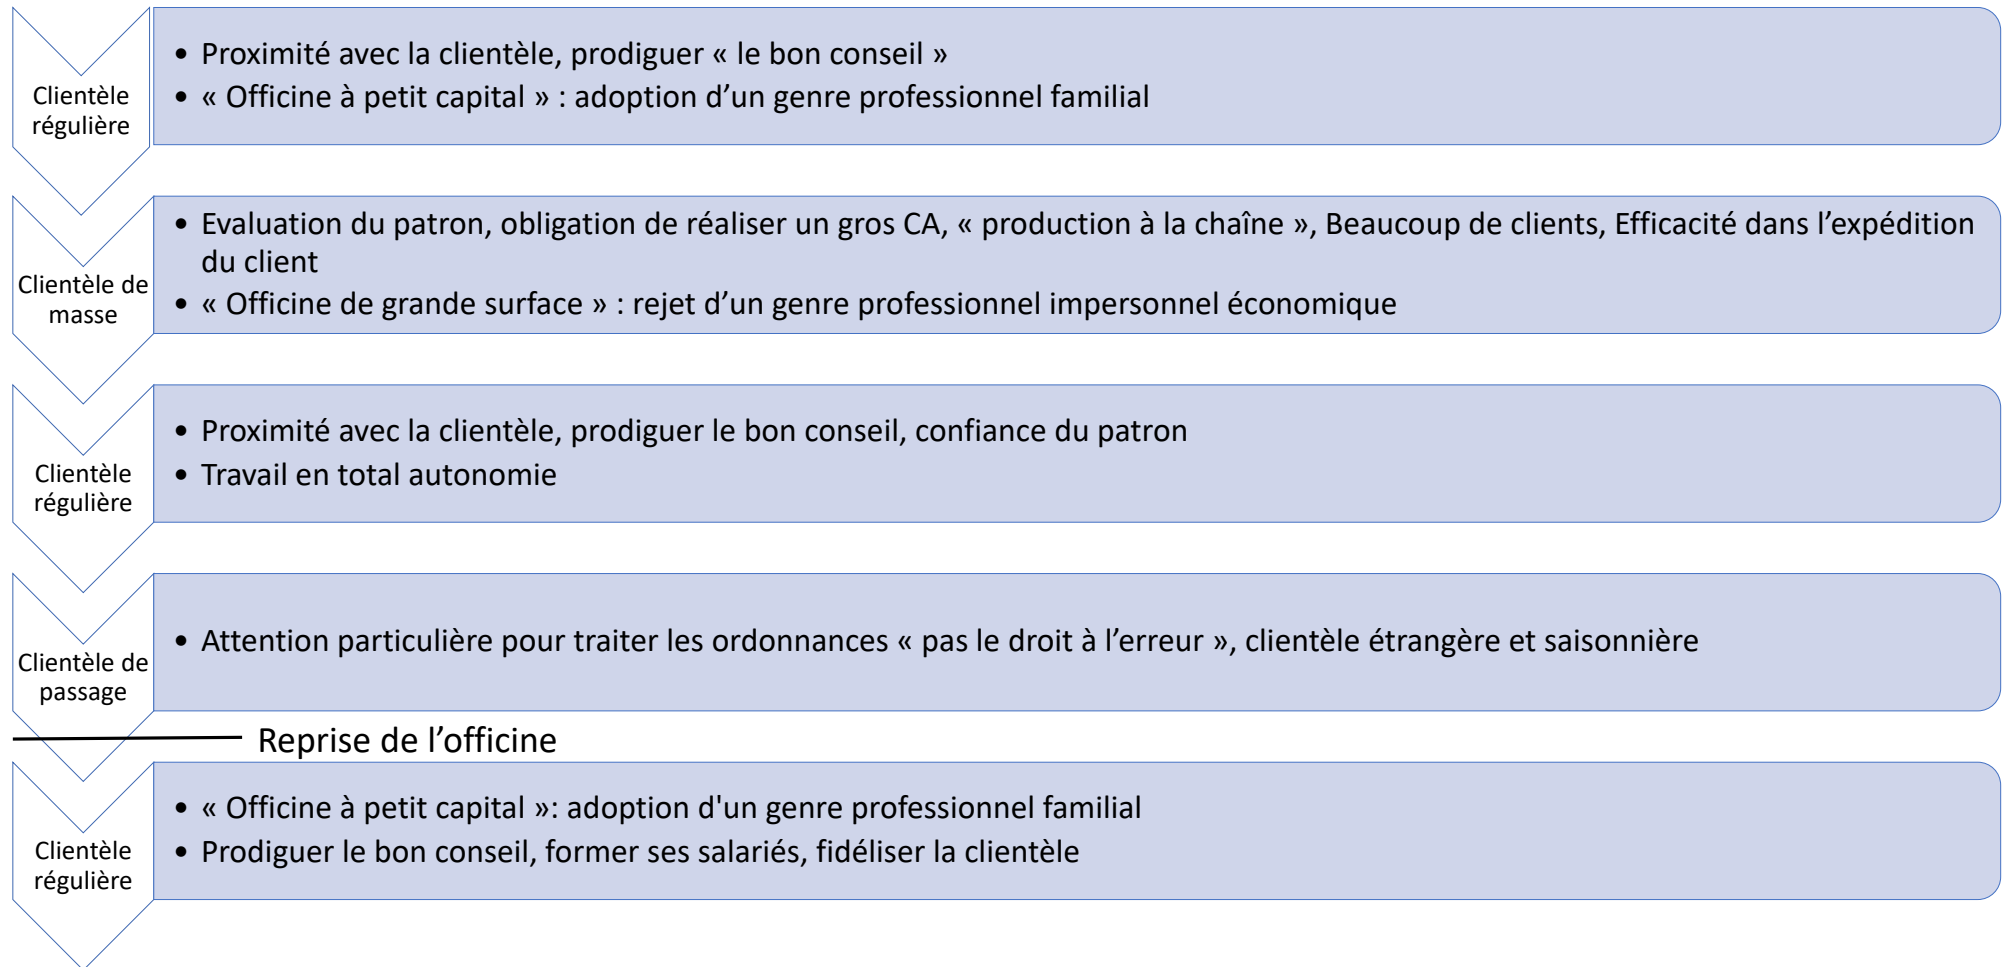 Clientèle
régulière
• Proximité avec la clientèle, prodiguer « le bon conseil »
• « Officine à petit capital » : adoption d’un genre professionnel familial
Clientèle de
masse
• Evaluation du patron, obligation de réaliser un gros CA, « production à la chaîne », Beaucoup de clients, Efficacité dans l’expédition
du client
• « Officine de grande surface » : rejet d’un genre professionnel impersonnel économique
Clientèle
régulière
• Proximité avec la clientèle, prodiguer le bon conseil, confiance du patron
• Travail en total autonomie
Clientèle de
passage
• Attention particulière pour traiter les ordonnances « pas le droit à l’erreur », clientèle étrangère et saisonnière
Reprise de l’officine
Clientèle
régulière
• « Officine à petit capital »: adoption d'un genre professionnel familial
• Prodiguer le bon conseil, former ses salariés, fidéliser la clientèle